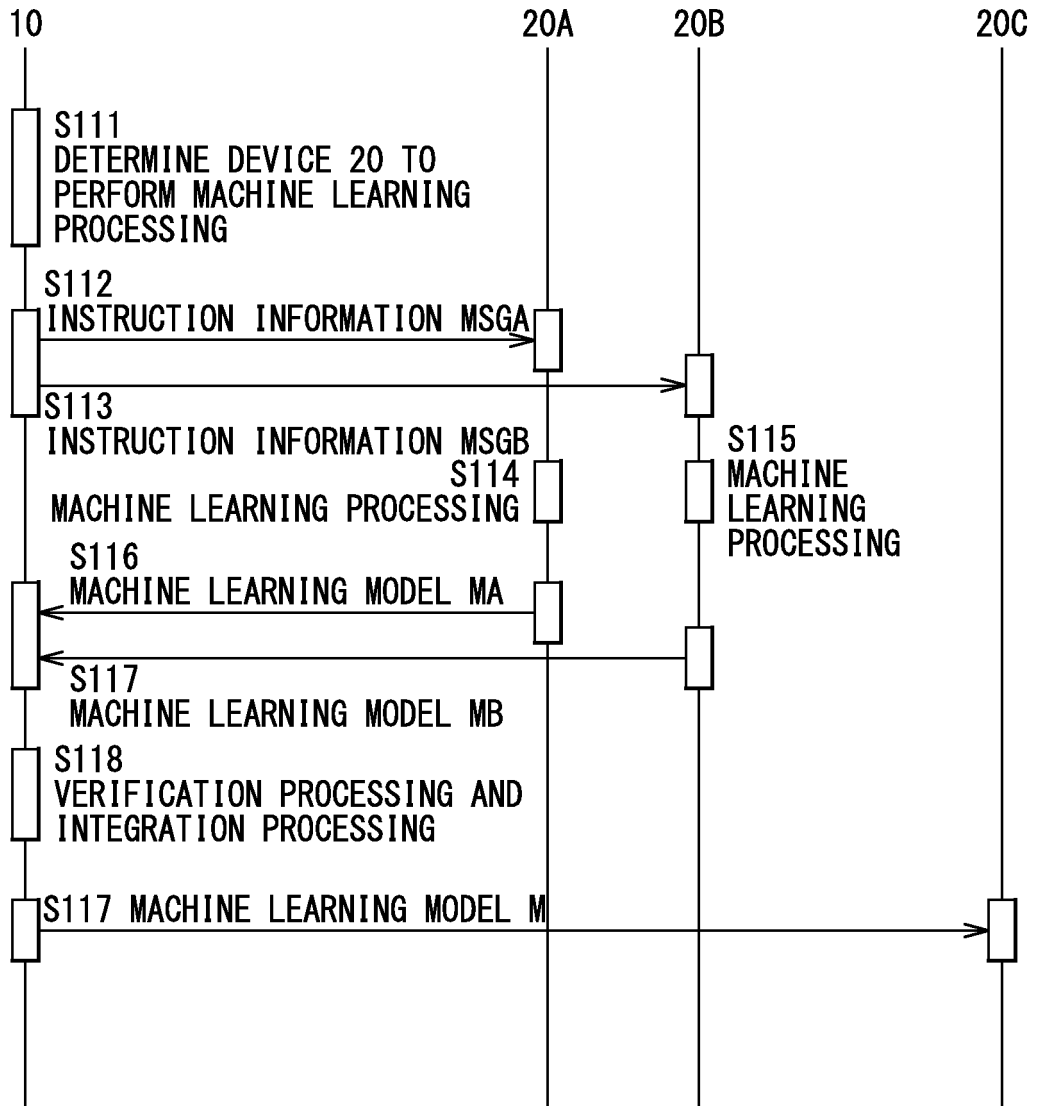 10 20A 20B 20C
S111
DETERMINE DEVICE 20 TO
PERFORM MACHINE LEARNING
PROCESSING
S112
INSTRUCTION INFORMATION MSGA
S113
INSTRUCTION INFORMATION MSGB
S114
MACHINE LEARNING PROCESSING
S115
MACHINE
LEARNING
PROCESSING
S116
MACHINE LEARNING MODEL MA
S117
MACHINE LEARNING MODEL MB
S118
VERIFICATION PROCESSING AND
INTEGRATION PROCESSING
S117 MACHINE LEARNING MODEL M